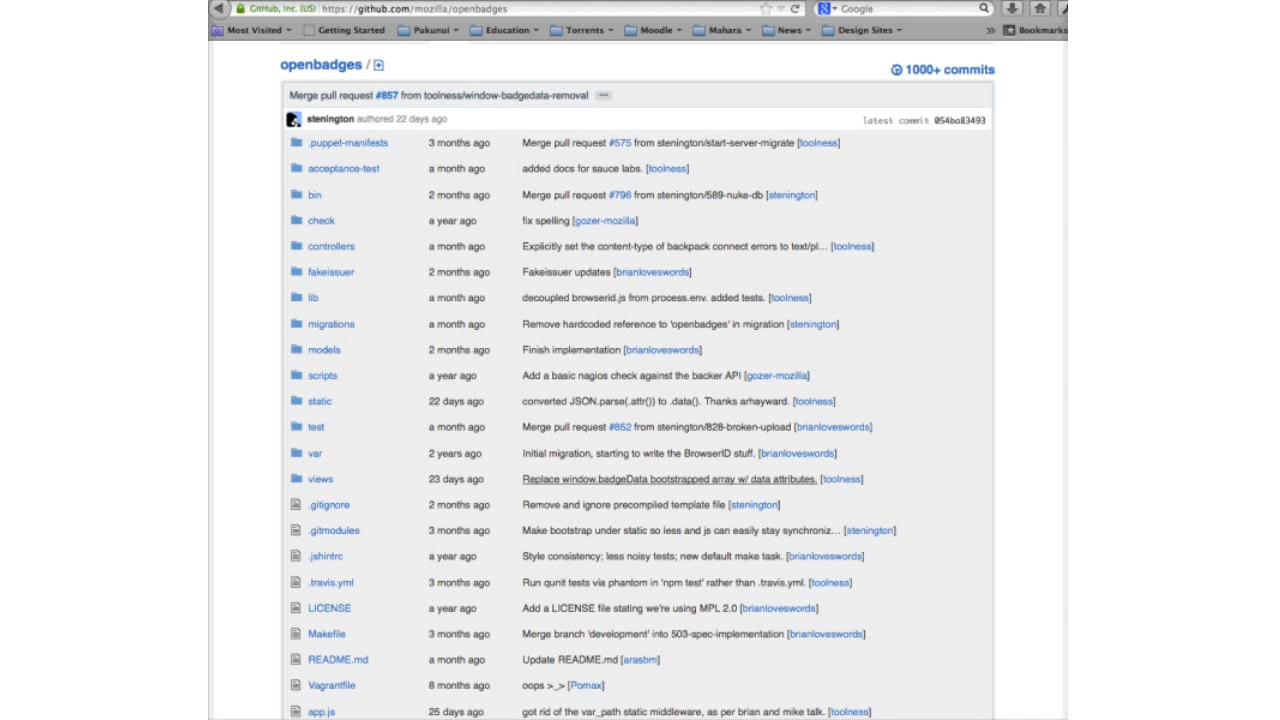 GitHub, Inc. (US) https://github.com/mozilla/openbadges Google
Most Visited Getting Started Pukunui Education Torrents Moodle Mahara News Design Sites » Bookmarks
openbadges / 1000+ commits
Merge pull request #857 from toolness/window-badgedata-removal ...
stenington authored 22 days ago latest commit 054ba83493
.puppet-manifests 3 months ago Merge pull request #575 from stenington/start-server-migrate [toolness]
acceptance-test a month ago added docs for sauce labs. [toolness]
bin 2 months ago Merge pull request #796 from stenington/589-nuke-db [stenington]
check a year ago fix spelling [gozer-mozilla]
controllers a month ago Explicitly set the content-type of backpack connect errors to text/pl... [toolness]
fakeissuer 2 months ago Fakeissuer updates [brianloveswords]
lib a month ago decoupled browserid.js from process.env. added tests. [toolness]
migrations a month ago Remove hardcoded reference to 'openbadges' in migration [stenington]
models 2 months ago Finish implementation [brianloveswords]
scripts a year ago Add a basic nagios check against the backer API [gozer-mozilla]
static 22 days ago converted JSON.parse(.attr()) to .data(). Thanks arhayward. [toolness]
test a month ago Merge pull request #852 from stenington/828-broken-upload [brianloveswords]
var 2 years ago Initial migration, starting to write the BrowserID stuff. [brianloveswords]
views 23 days ago Replace window.badgeData bootstrapped array w/ data attributes. [toolness]
.gitignore 2 months ago Remove and ignore precompiled template file [stenington]
.gitmodules 3 months ago Make bootstrap under static so less and js can easily stay synchroniz... [stenington]
.jshintrc a year ago Style consistency; less noisy tests; new default make task. [brianloveswords]
.travis.yml 3 months ago Run qunit tests via phantom in 'npm test' rather than .travis.yml. [toolness]
LICENSE a year ago Add a LICENSE file stating we're using MPL 2.0 [brianloveswords]
Makefile 3 months ago Merge branch 'development' into 503-spec-implementation [brianloveswords]
README.md a month ago Update README.md [arasbm]
Vagrantfile 8 months ago oops >_> [Pomax]
app.js 25 days ago got rid of the var_path static middleware, as per brian and mike talk. [toolness]